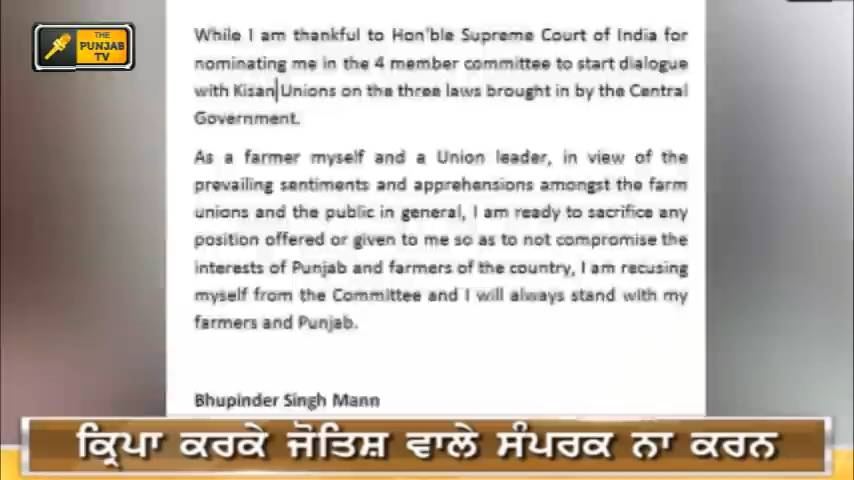 THE
PUNJAB
TV
While I am thankful to Hon'ble Supreme Court of India for
nominating me in the 4 member committee to start dialogue
with Kisan Unions on the three laws brought in by the Central
Government.
As a farmer myself and a Union leader, in view of the
prevailing sentiments and apprehensions amongst the farm
unions and the public in general, I am ready to sacrifice any
position offered or given to me so as to not compromise the
interests of Punjab and farmers of the country, I am recusing
myself from the Committee and I will always stand with my
farmers and Punjab.
Bhupinder Singh Mann
ਕ੍ਰਿਪਾ ਕਰਕੇ ਜੋਤਿਸ਼ ਵਾਲੇ ਸੰਪਰਕ ਨਾ ਕਰਨ